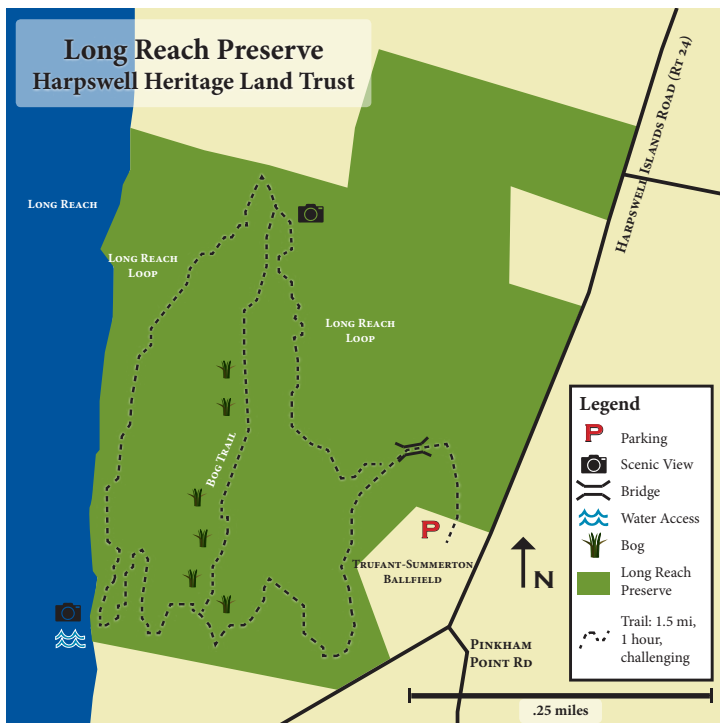 Long Reach Preserve
Harpswell Heritage Land Trust
Harpswell Islands Road (Rt 24)
Long Reach
Long Reach
Loop
Long Reach
Loop
Bog Trail
P
Trufant-Summerton
Ballfield
N
Pinkham
Point Rd
Legend
P
Parking
Scenic View
Bridge
Water Access
Bog
Long Reach
Preserve
Trail: 1.5 mi,
1 hour,
challenging
.25 miles